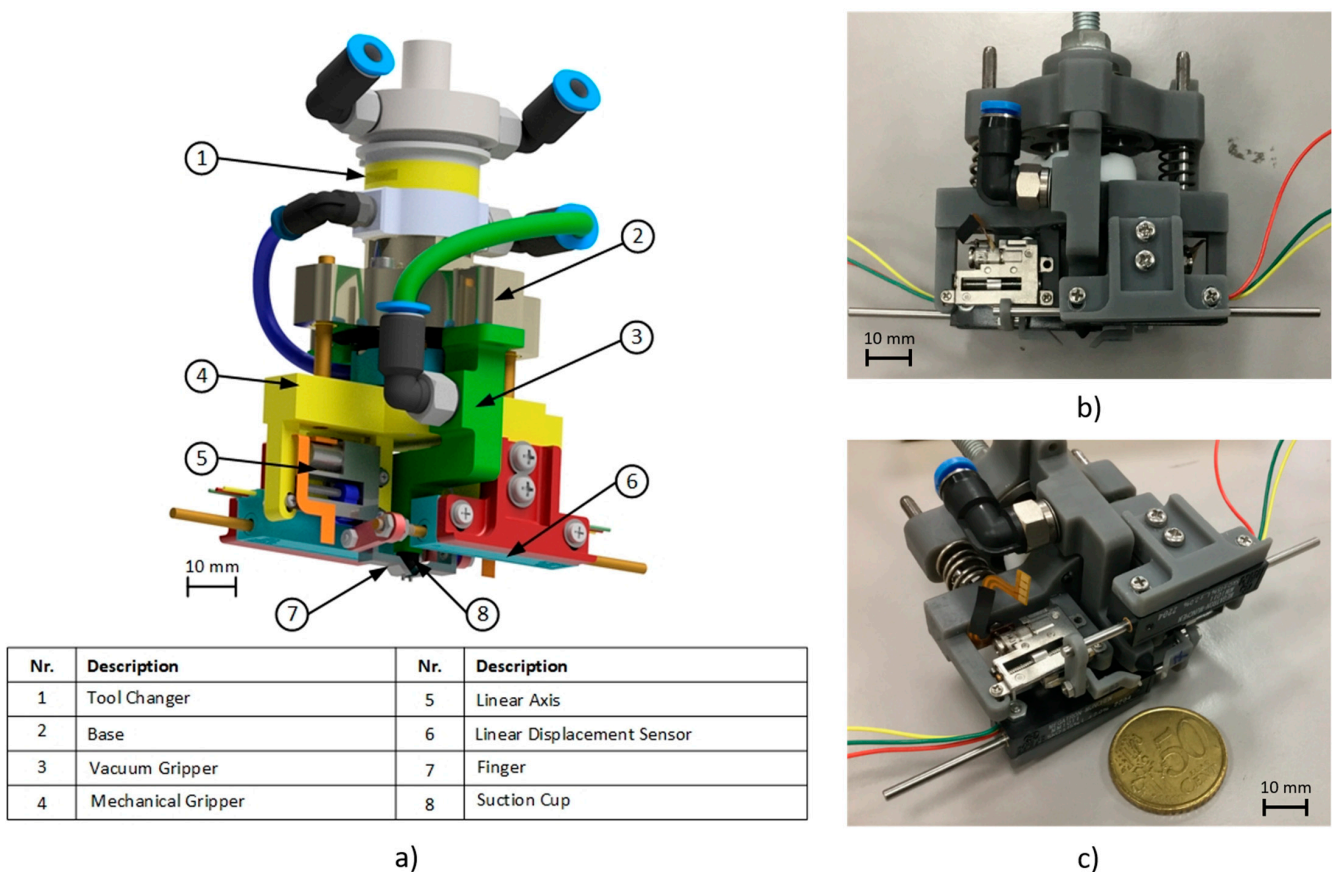 1
2
3
4
5
6
7
8
10 mm
Nr. Description Nr. Description
1 Tool Changer 5 Linear Axis
2 Base 6 Linear Displacement Sensor
3 Vacuum Gripper 7 Finger
4 Mechanical Gripper 8 Suction Cup
a)
10 mm
b)
50
10 mm
c)